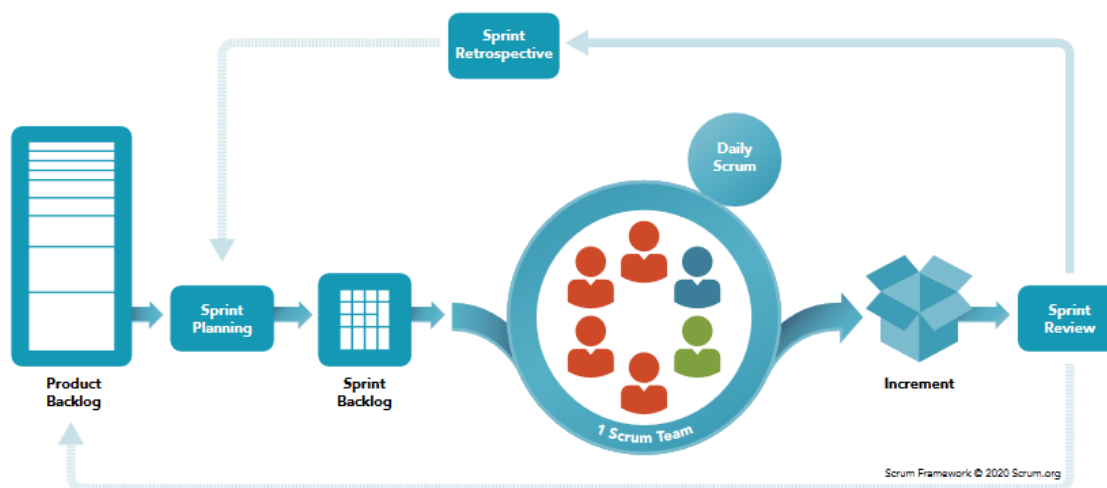 Sprint
Retrospective
Daily
Scrum
Sprint
Planning
Sprint
Review
Product
Backlog
Sprint
Backlog
Increment
1 Scrum Team
Scrum Framework © 2020 Scrum.org